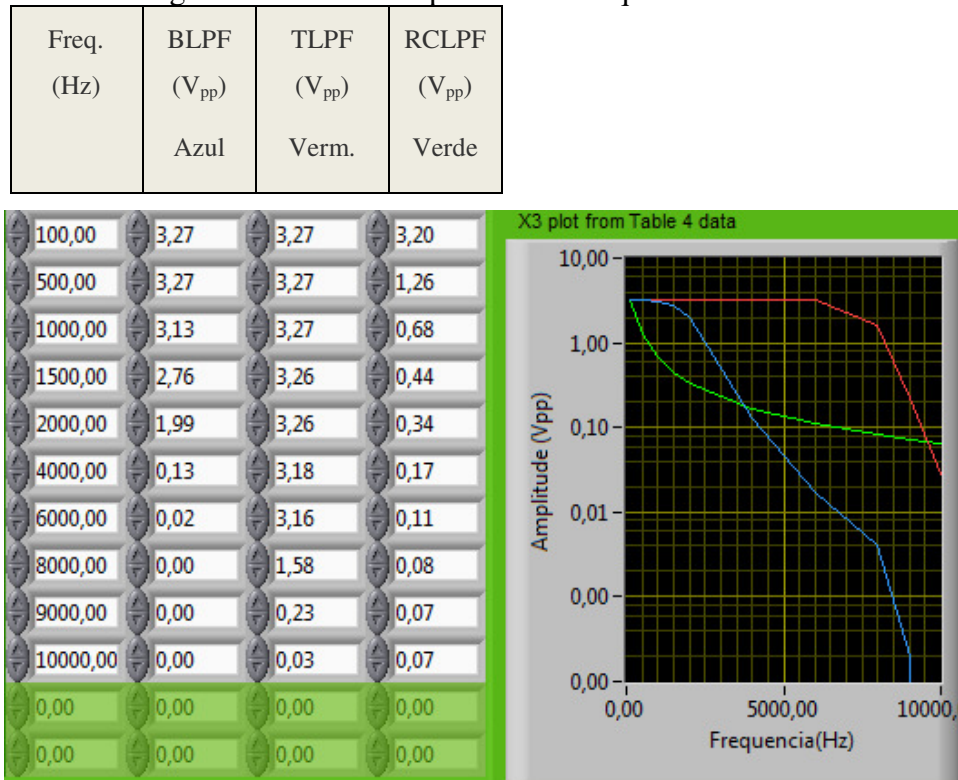 Freq. BLPF TLPF RCLPF
(Hz) (Vpp) (Vpp) (Vpp)
Azul Verm. Verde
100,00 3,27 3,27 3,20
500,00 3,27 3,27 1,26
1000,00 3,13 3,27 0,68
1500,00 2,76 3,26 0,44
2000,00 1,99 3,26 0,34
4000,00 0,13 3,18 0,17
6000,00 0,02 3,16 0,11
8000,00 0,00 1,58 0,08
9000,00 0,00 0,23 0,07
10000,00 0,00 0,03 0,07
0,00 0,00 0,00 0,00
0,00 0,00 0,00 0,00
X3 plot from Table 4 data
10,00
1,00
0,10
0,01
0,00
0,00
Amplitude (Vpp)
0,00 5000,00 10000,
Frequencia(Hz)